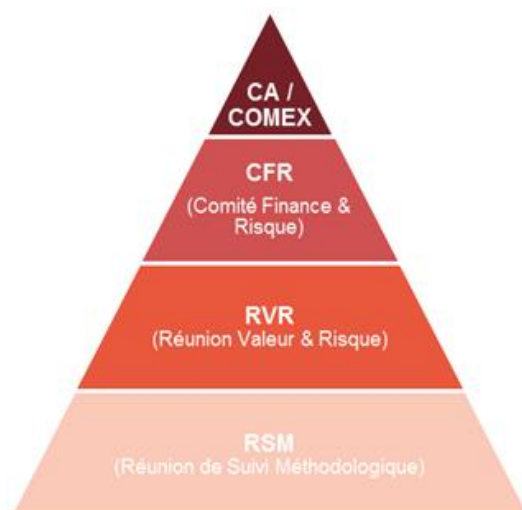 CA /
COMEX
CFR
(Comité Finance &
Risque)
RVR
(Réunion Valeur & Risque)
RSM
(Réunion de Suivi Méthodologique)